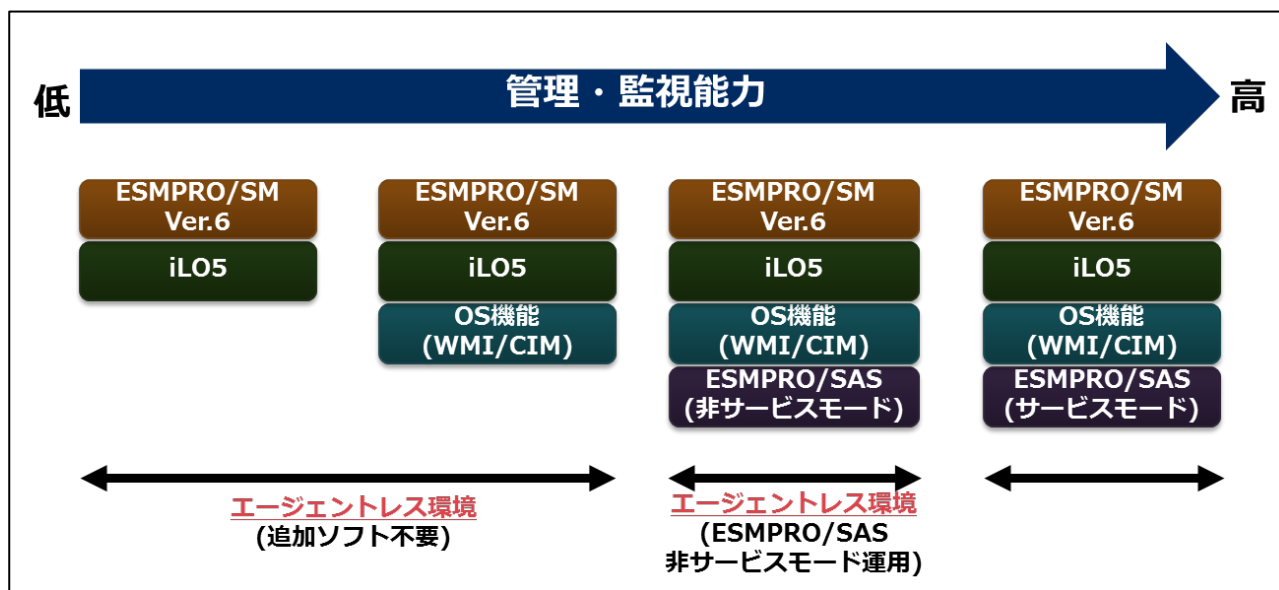 管理・監視能力
低
高
ESMPRO/SM
Ver.6
iLO5
ESMPRO/SM
Ver.6
iLO5
OS機能
(WMI/CIM)
ESMPRO/SM
Ver.6
iLO5
OS機能
(WMI/CIM)
ESMPRO/SAS
(非サービスモード)
ESMPRO/SM
Ver.6
iLO5
OS機能
(WMI/CIM)
ESMPRO/SAS
(サービスモード)
エージェントレス環境
(追加ソフト不要)
エージェントレス環境
(ESMPRO/SAS
非サービスモード運用)